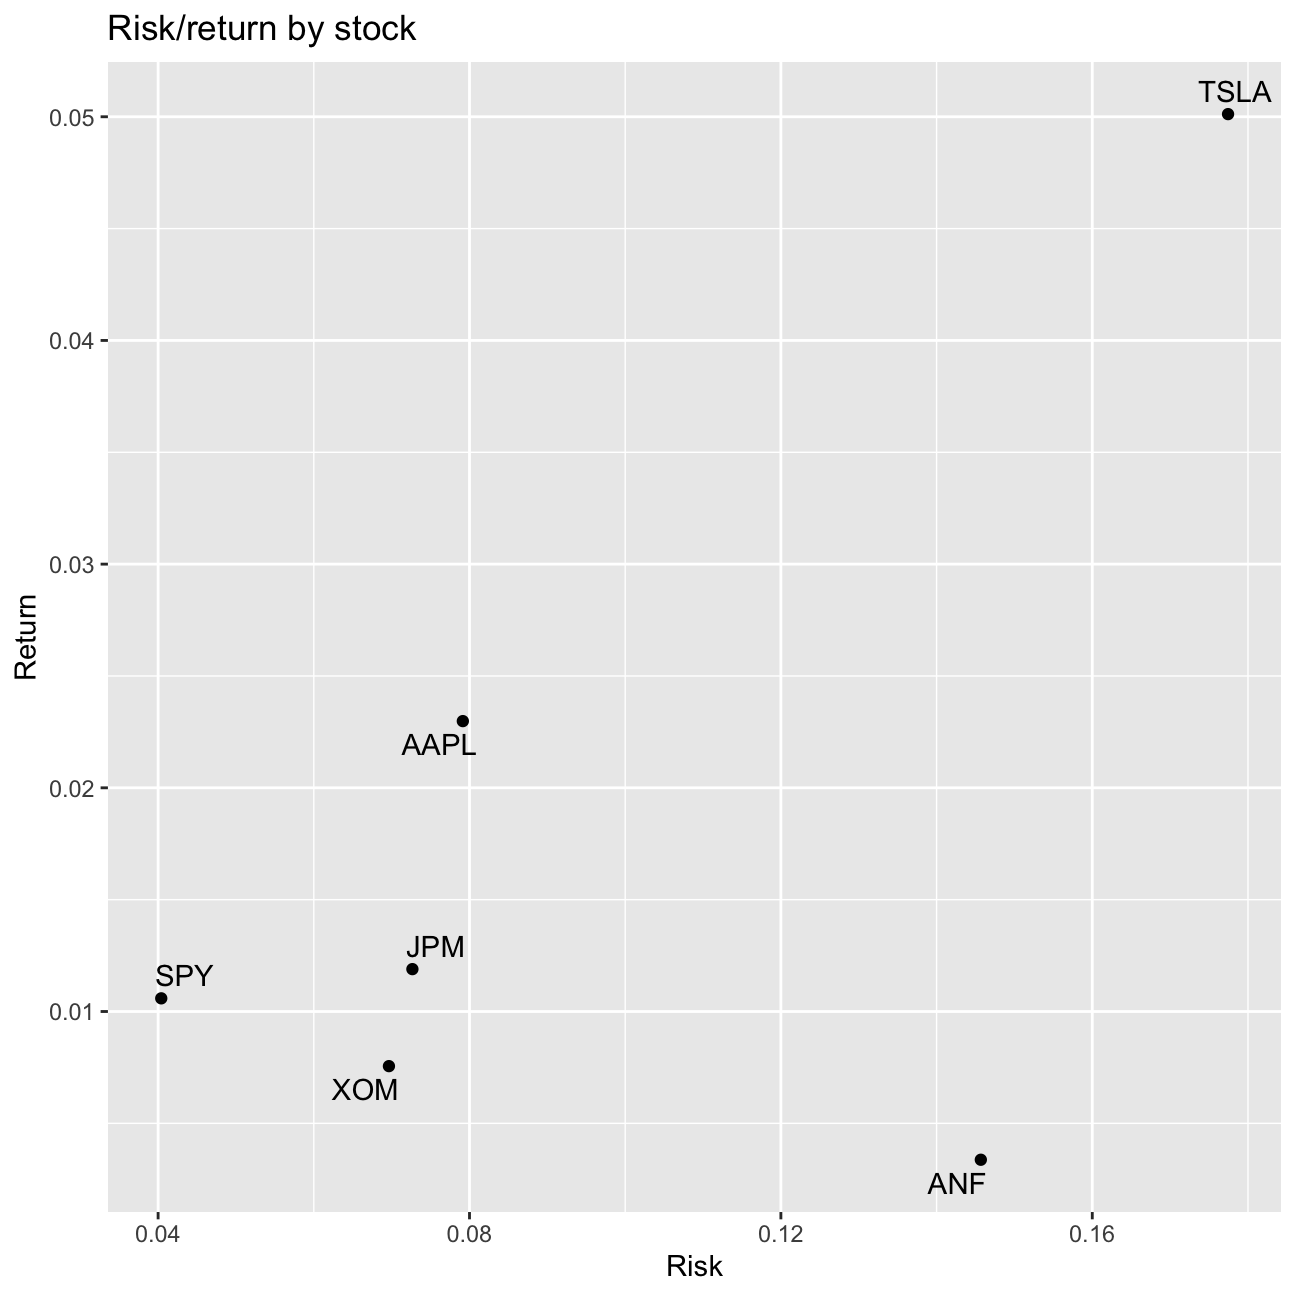 Risk/return by stock
TSLA
0.05
0.04
0.03
Return
AAPL
0.02
JPM
SPY
0.01
XOM
ANF
0.04 0.08 0.12 0.16
Risk